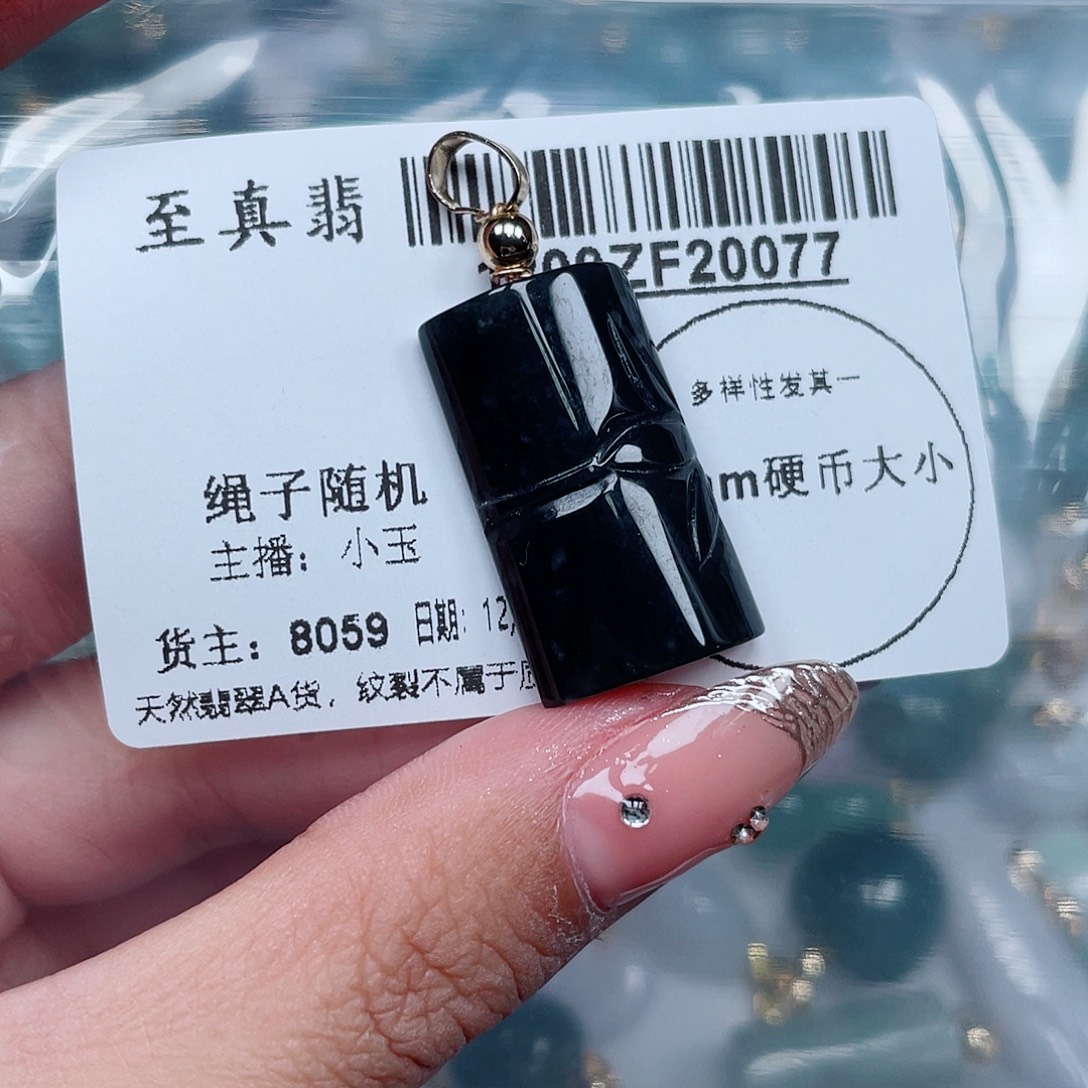 至真翡
ZF20077
多样性发其一
m硬币大小
绳子随机
主播：小玉
货主：8059 日期：12
天然翡翠A货，纹裂不属于